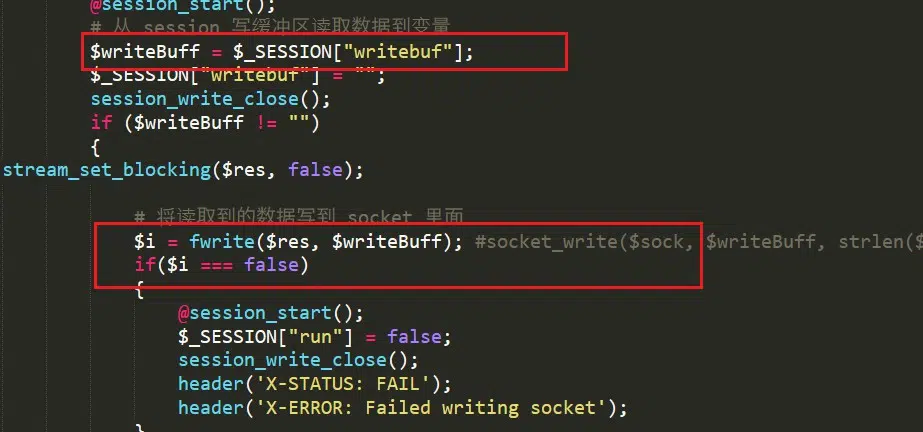 @session_start();
# 从 session 写缓冲区读取数据到变量
$writeBuff = $_SESSION["writebuf"];
$_SESSION["writebuf"] = "";
session_write_close();
if ($writeBuff != "")
{
stream_set_blocking($res, false);
# 将读取到的数据写到 socket 里面
$i = fwrite($res, $writeBuff); #socket_write($sock, $writeBuff, strlen($
if($i === false)
{
@session_start();
$_SESSION["run"] = false;
session_write_close();
header('X-STATUS: FAIL');
header('X-ERROR: Failed writing socket');
}